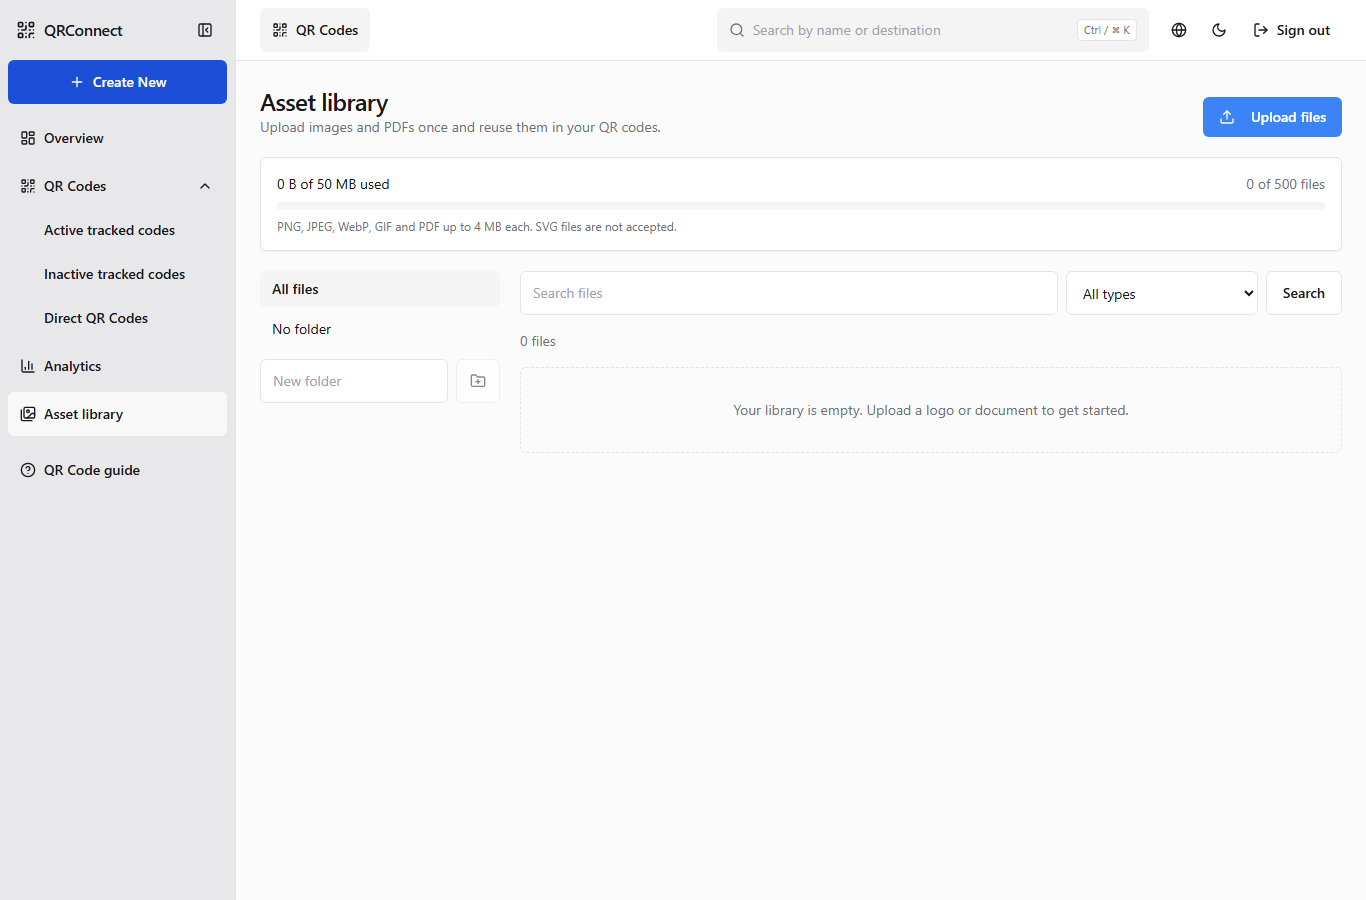 QRConnect
QR Codes
Search by name or destination
Ctrl / ⌘ K
Sign out
Create New
Overview
QR Codes
Active tracked codes
Inactive tracked codes
Direct QR Codes
Analytics
Asset library
QR Code guide
Asset library
Upload images and PDFs once and reuse them in your QR codes.
Upload files
0 B of 50 MB used
0 of 500 files
PNG, JPEG, WebP, GIF and PDF up to 4 MB each. SVG files are not accepted.
All files
No folder
New folder
Search files
All types
Search
0 files
Your library is empty. Upload a logo or document to get started.